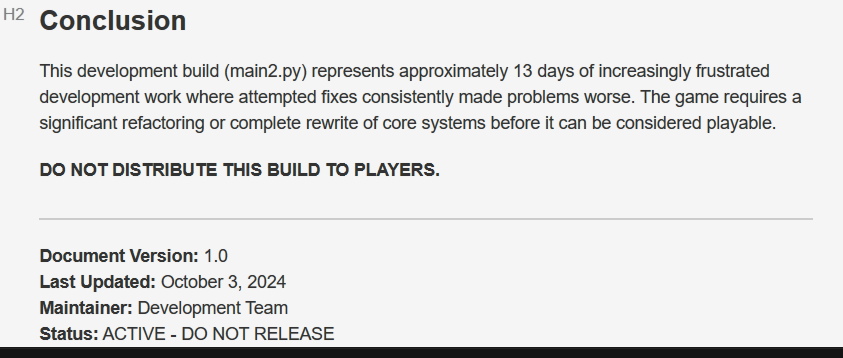 H2 Conclusion
This development build (main2.py) represents approximately 13 days of increasingly frustrated
development work where attempted fixes consistently made problems worse. The game requires a
significant refactoring or complete rewrite of core systems before it can be considered playable.
DO NOT DISTRIBUTE THIS BUILD TO PLAYERS.
Document Version: 1.0
Last Updated: October 3, 2024
Maintainer: Development Team
Status: ACTIVE - DO NOT RELEASE